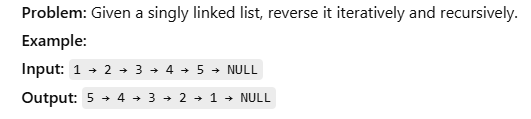 Problem: Given a singly linked list, reverse it iteratively and recursively.
Example:
Input: 1 → 2 → 3 → 4 → 5 → NULL
Output: 5 → 4 → 3 → 2 → 1 → NULL